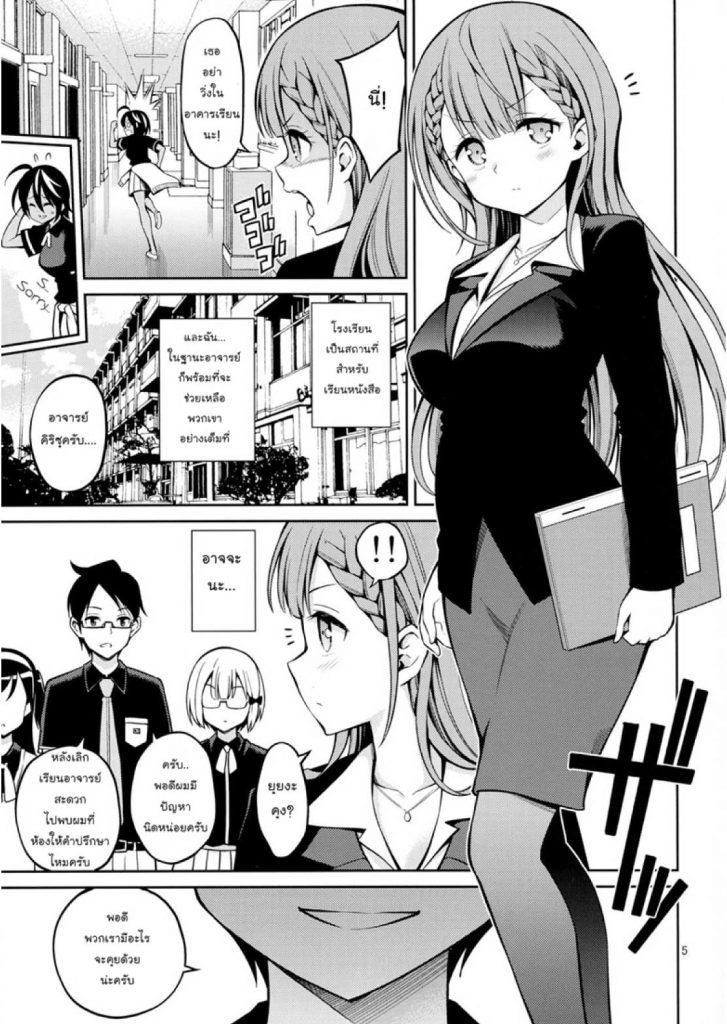 นี่!
เธอ
อย่า
วิ่งใน
อาคารเรียน
นะ!
S.
Sorry
โรงเรียน
เป็นสถานที่
สำหรับ
เรียนหนังสือ
และฉัน...
ในฐานะอาจารย์
ก็พร้อมที่จะ
ช่วยเหลือ
พวกเขา
อย่างเต็มที่
อาจารย์
คิริซุครับ....
!!
อาจจะ
นะ...
ยุยงะ
คุง?
ครับ..
พอดีผมมี
ปัญหา
นิดหน่อยครับ
หลังเลิก
เรียนอาจารย์
สะดวก
ไปพบผมที่
ห้องให้คำปรึกษา
ไหมครับ
พอดี
พวกเรามีอะไร
จะคุยด้วย
น่ะครับ
5